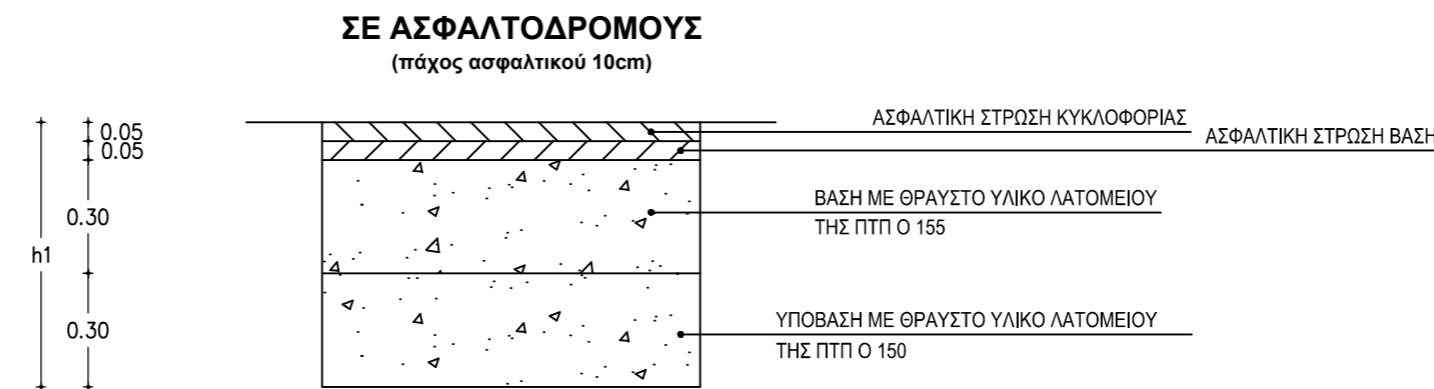 ΣΕ ΑΣΦΑΛΤΟΔΡΟΜΟΥΣ
(πάχος ασφαλτικού 10cm)
ΑΣΦΑΛΤΙΚΗ ΣΤΡΩΣΗ ΚΥΚΛΟΦΟΡΙΑΣ
0.05
ΑΣΦΑΛΤΙΚΗ ΣΤΡΩΣΗ ΒΑΣΗ
0.05
ΒΑΣΗ ΜΕ ΘΡΑΥΣΤΟ ΥΛΙΚΟ ΛΑΤΟΜΕΙΟΥ
ΤΗΣ ΠΤΠ Ο 155
0.30
h1
ΥΠΟΒΑΣΗ ΜΕ ΘΡΑΥΣΤΟ ΥΛΙΚΟ ΛΑΤΟΜΕΙΟΥ
ΤΗΣ ΠΤΠ Ο 150
0.30